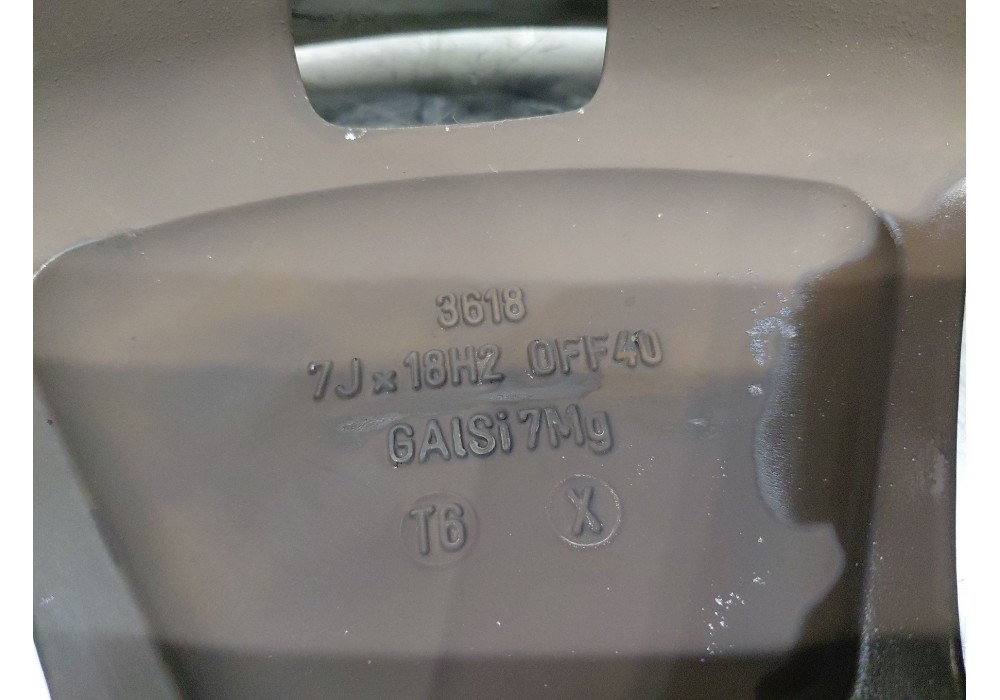 3618
7J x 18H2 OFF40
GAlSi7Mg
T6 X